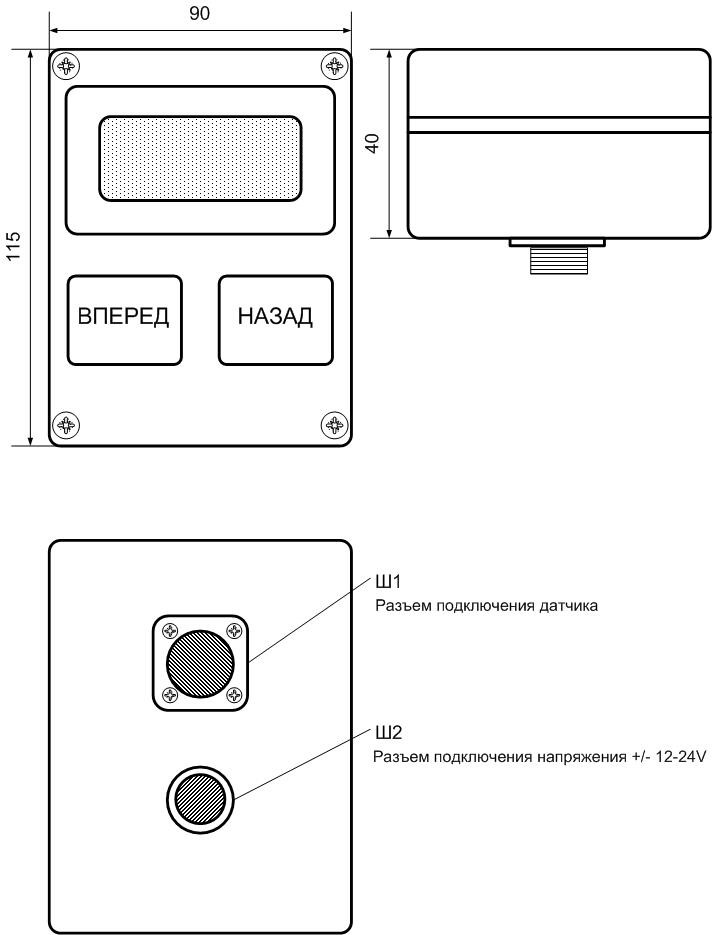 90
115
40
ВПЕРЕД
НАЗАД
Ш1
Разъем подключения датчика
Ш2
Разъем подключения напряжения +/- 12-24V